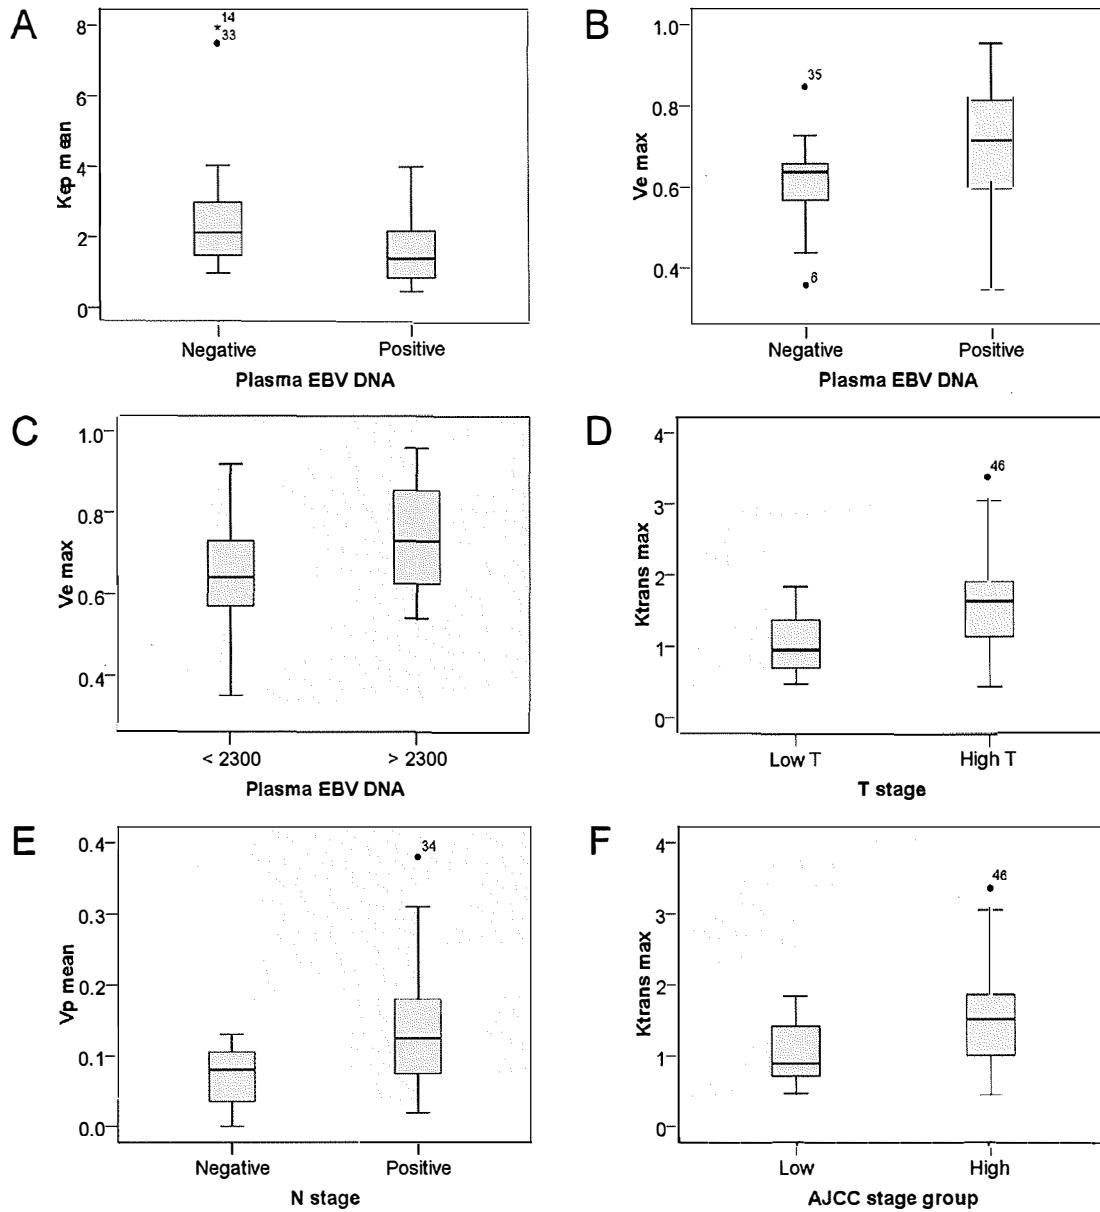 A
8
*14
33
6
4
2
0
Kep mean
Negative Positive
Plasma EBV DNA
B
1.0
0.8
0.6
0.4
Ve max
35
6
Negative Positive
Plasma EBV DNA
C
1.0
0.8
0.6
0.4
Ve max
< 2300 > 2300
Plasma EBV DNA
D
4
3
2
1
0
Ktrans max
46
Low T High T
T stage
E
0.4
0.3
0.2
0.1
0.0
Vp mean
34
Negative Positive
N stage
F
4
3
2
1
0
Ktrans max
46
Low High
AJCC stage group